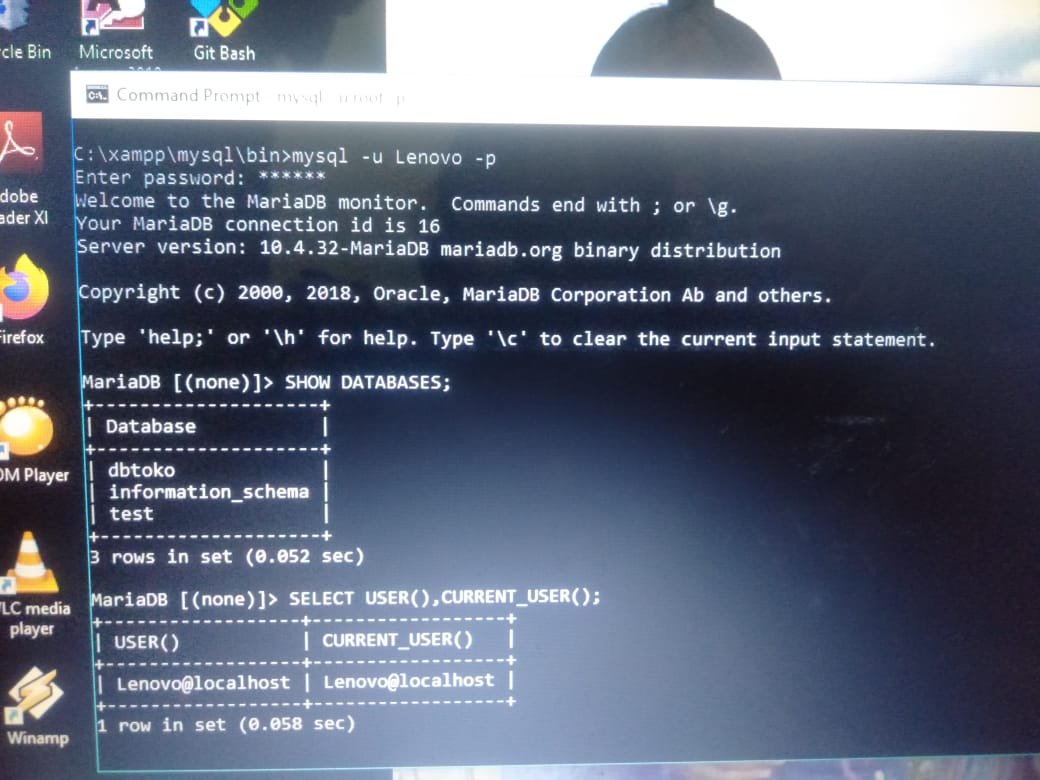 cle Bin
Microsoft
Git Bash
Command Prompt - mysql -u root -p
C:\xampp\mysql\bin>mysql -u Lenovo -p
Enter password: ******
Welcome to the MariaDB monitor.  Commands end with ; or \g.
Your MariaDB connection id is 16
Server version: 10.4.32-MariaDB mariadb.org binary distribution
Copyright (c) 2000, 2018, Oracle, MariaDB Corporation Ab and others.
Type 'help;' or '\h' for help. Type '\c' to clear the current input statement.
MariaDB [(none)]> SHOW DATABASES;
+--------------------+
| Database           |
+--------------------+
| dbtoko             |
| information_schema |
| test               |
+--------------------+
3 rows in set (0.052 sec)
MariaDB [(none)]> SELECT USER(),CURRENT_USER();
+------------------+------------------+
| USER()           | CURRENT_USER()   |
+------------------+------------------+
| Lenovo@localhost | Lenovo@localhost |
+------------------+------------------+
1 row in set (0.058 sec)
dobe
ader XI
Firefox
OM Player
VLC media
player
Winamp